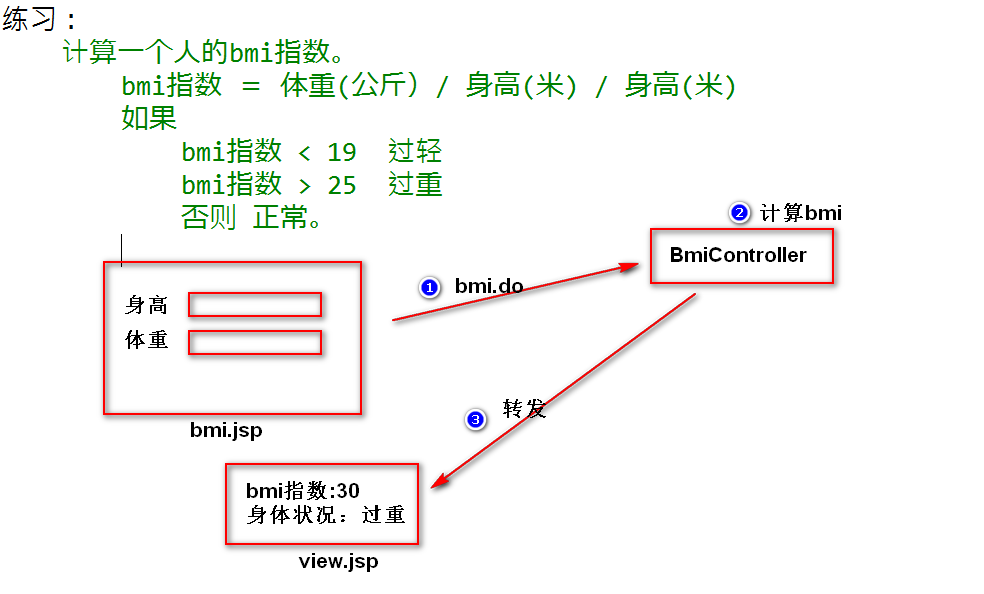 练习：
计算一个人的bmi指数。
bmi指数 ＝ 体重(公斤）/ 身高(米) / 身高(米)
如果
bmi指数 < 19 过轻
bmi指数 > 25 过重
否则 正常。
2 计算bmi
BmiController
1 bmi.do
身高
体重
bmi.jsp
3 转发
bmi指数:30
身体状况：过重
view.jsp